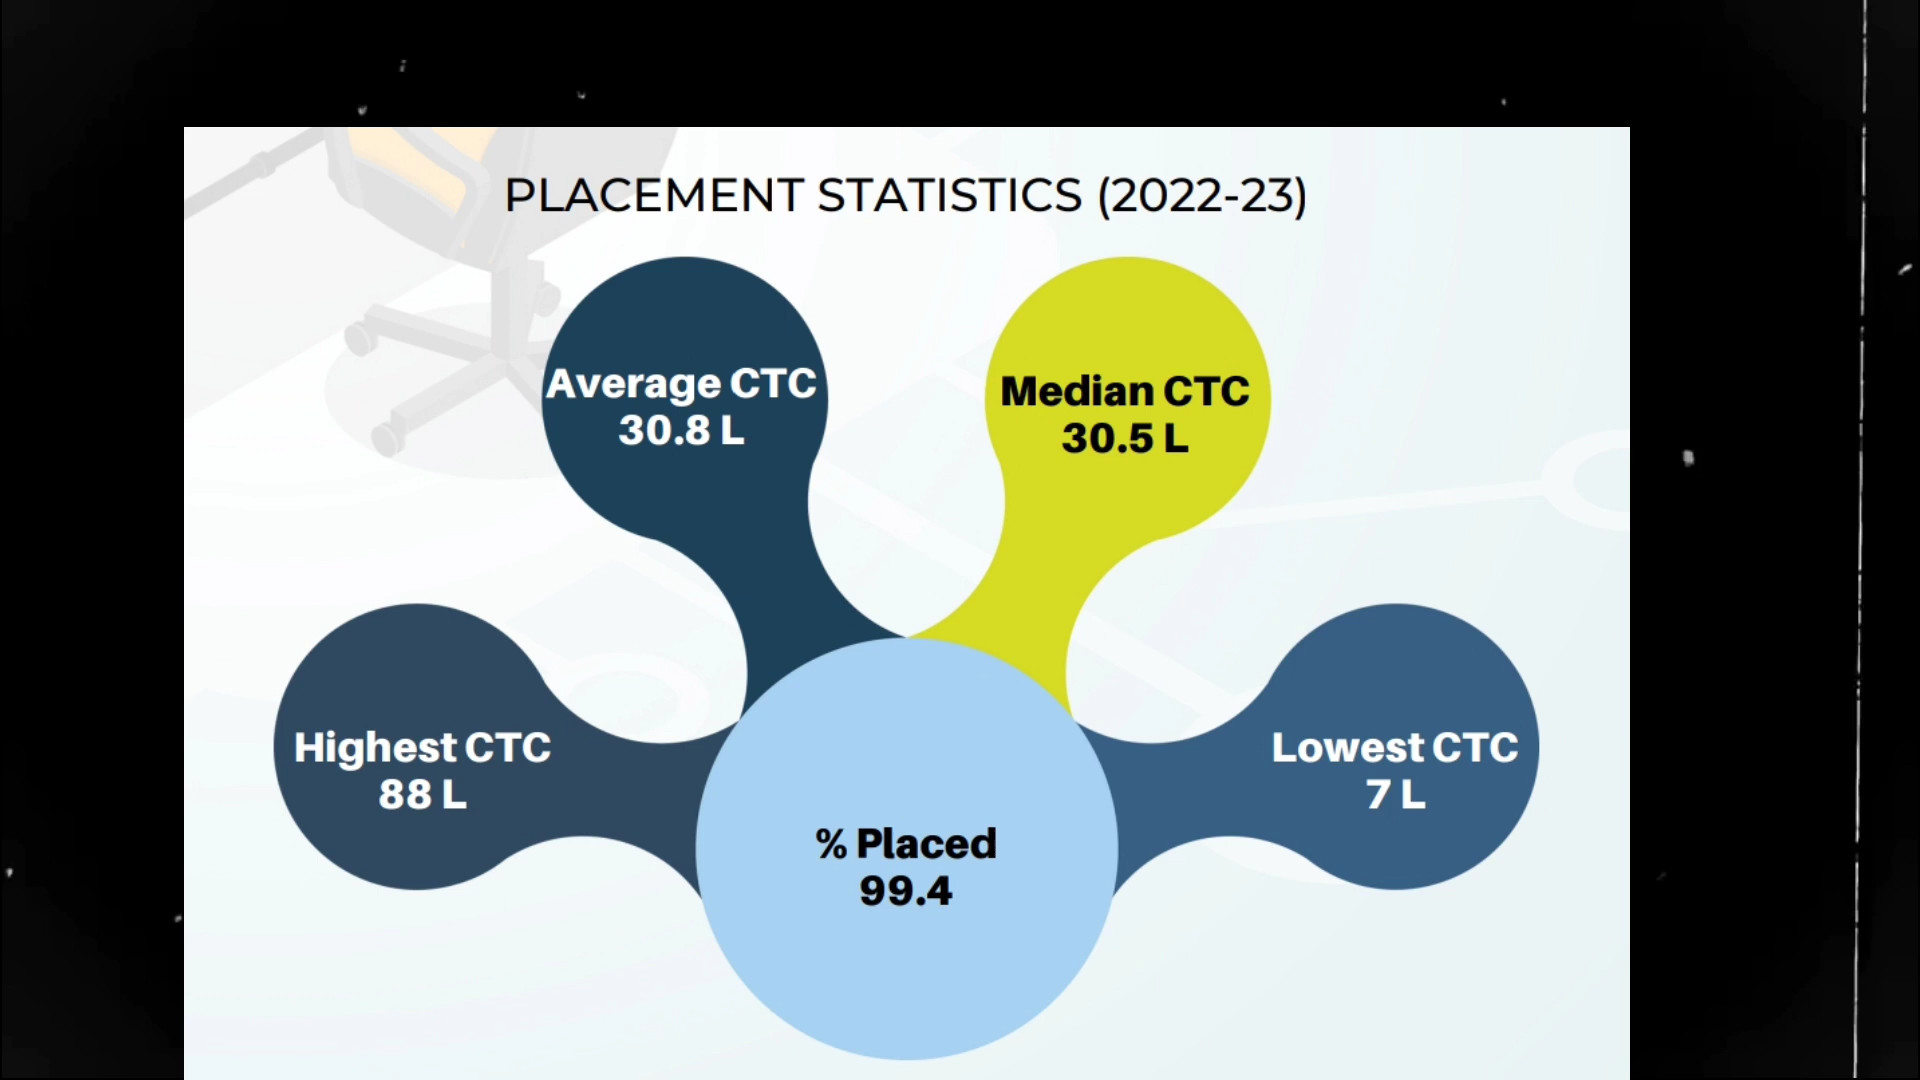 PLACEMENT STATISTICS (2022-23)
Average CTC
30.8 L
Median CTC
30.5 L
Highest CTC
88 L
Lowest CTC
7 L
% Placed
99.4